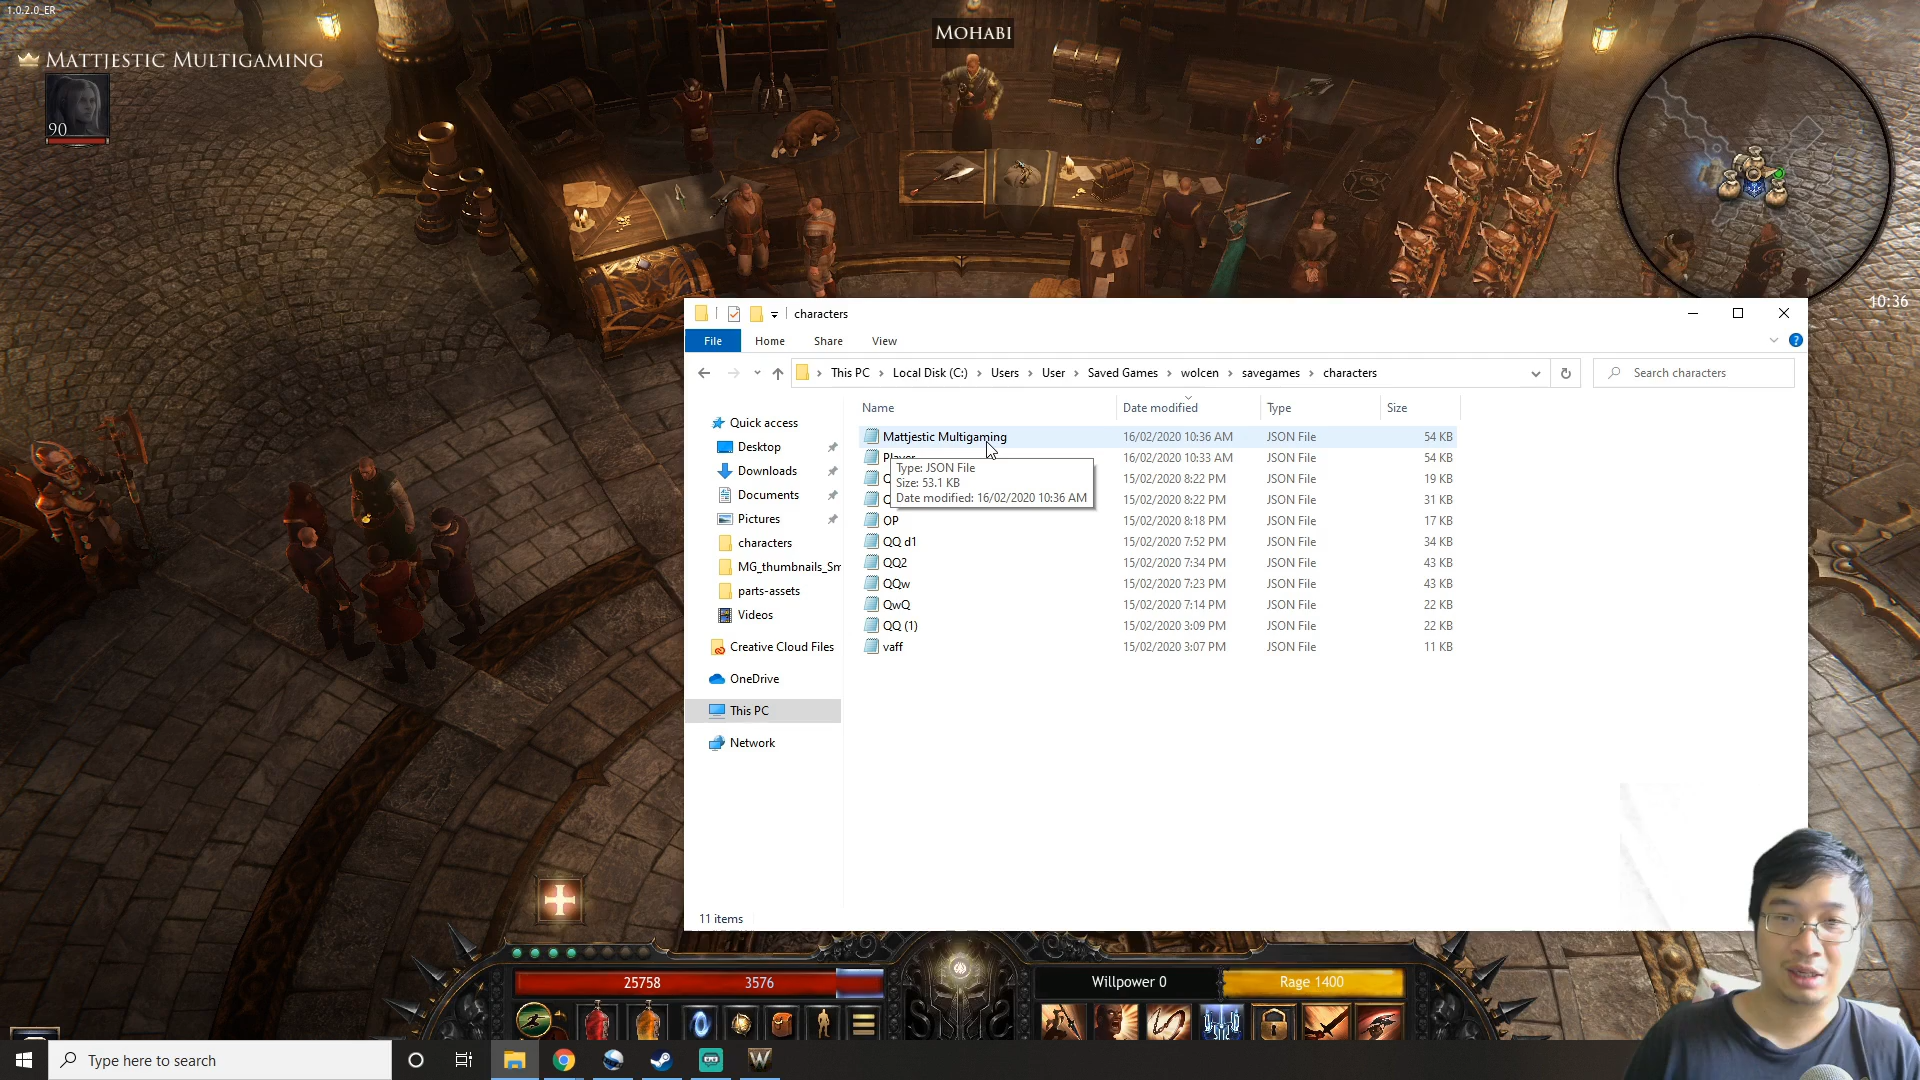 1.0.2.0_ER
Mattjestic Multigaming
90
Mohabi
10:36
characters
File Home Share View
This PC Local Disk (C:) Users User Saved Games wolcen savegames characters
Search characters
Name Date modified Type Size
Quick access
Desktop
Downloads
Documents
Pictures
characters
MG_thumbnails_Sm
parts-assets
Videos
Creative Cloud Files
OneDrive
This PC
Network
Mattjestic Multigaming 16/02/2020 10:36 AM JSON File 54 KB
Player 16/02/2020 10:33 AM JSON File 54 KB
15/02/2020 8:22 PM JSON File 19 KB
15/02/2020 8:22 PM JSON File 31 KB
OP 15/02/2020 8:18 PM JSON File 17 KB
QQ d1 15/02/2020 7:52 PM JSON File 34 KB
QQ2 15/02/2020 7:34 PM JSON File 43 KB
QQw 15/02/2020 7:23 PM JSON File 43 KB
QwQ 15/02/2020 7:14 PM JSON File 22 KB
QQ (1) 15/02/2020 3:09 PM JSON File 22 KB
vaff 15/02/2020 3:07 PM JSON File 11 KB
Type: JSON File
Size: 53.1 KB
Date modified: 16/02/2020 10:36 AM
11 items
25758 3576
Willpower 0
Rage 1400
Type here to search